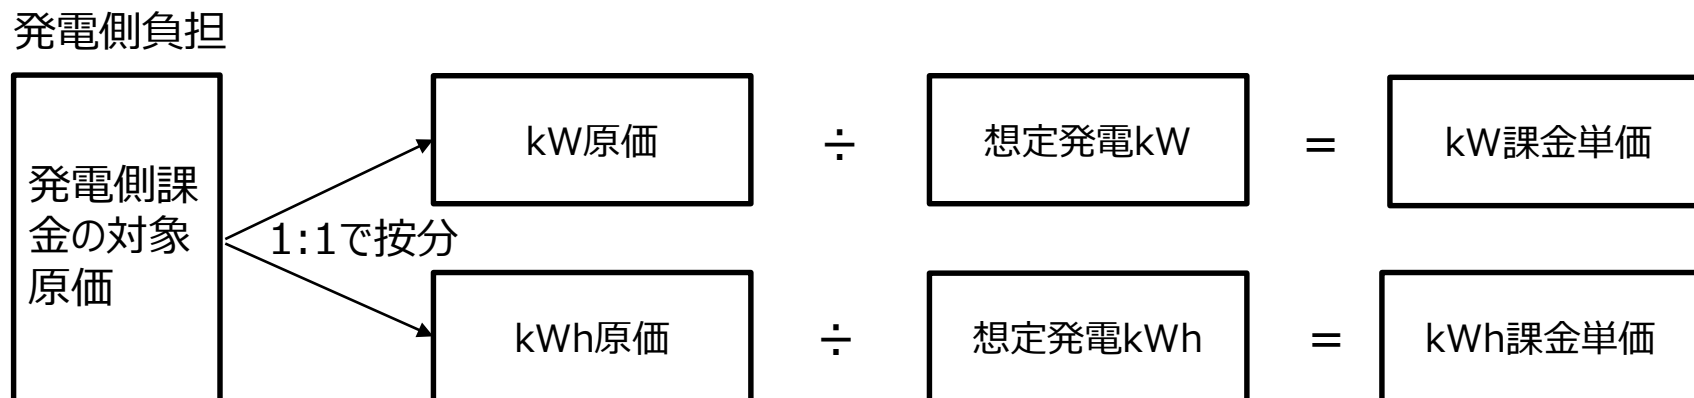 発電側負担
発電側課
金の対象
原価
1:1で按分
kW原価
÷
想定発電kW
=
kW課金単価
kWh原価
÷
想定発電kWh
=
kWh課金単価